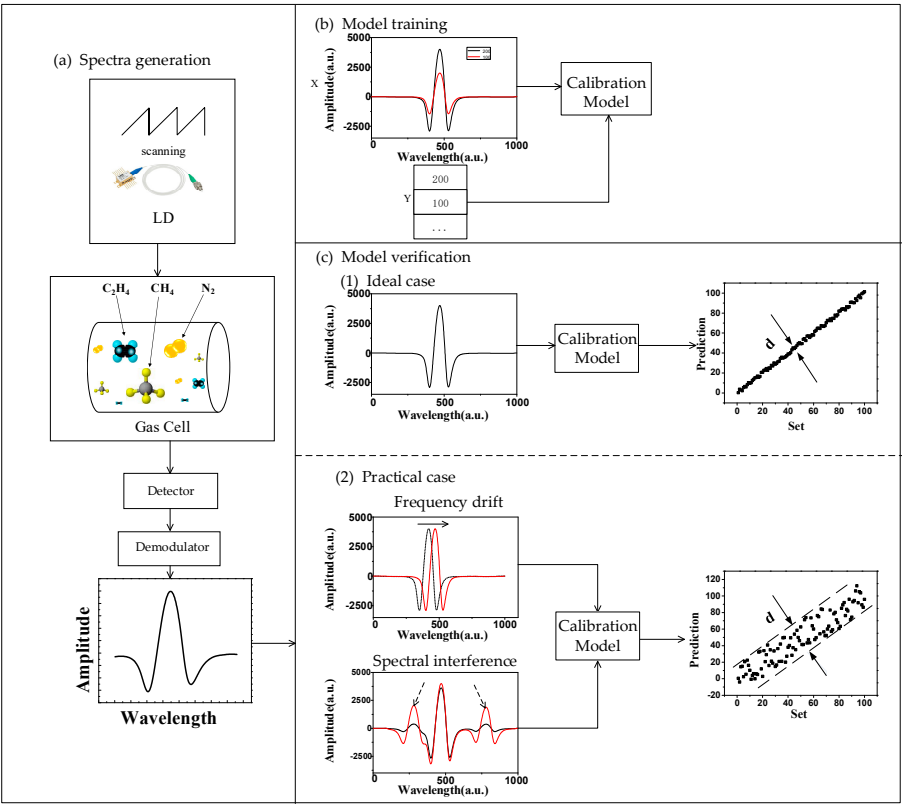 (a) Spectra generation
scanning
LD
C₂H₄ CH₄ N₂
Gas Cell
Detector
Demodulator
Amplitude
Wavelength
(b) Model training
X
Amplitude(a.u.)
5000
2500
0
-2500
0 500 1000
Wavelength(a.u.)
200
100
Y
200
100
...
Calibration
Model
(c) Model verification
(1) Ideal case
Amplitude(a.u.)
5000
2500
0
-2500
0 500 1000
Wavelength(a.u.)
Calibration
Model
Prediction
100
80
60
40
20
0
0 20 40 60 80 100
Set
d
(2) Practical case
Frequency drift
Amplitude(a.u.)
5000
2500
0
-2500
0 500 1000
Wavelength(a.u.)
Spectral interference
Amplitude(a.u.)
5000
2500
0
-2500
0 500 1000
Wavelength(a.u.)
Calibration
Model
Prediction
120
100
80
60
40
20
0
-20
0 20 40 60 80 100
Set
d